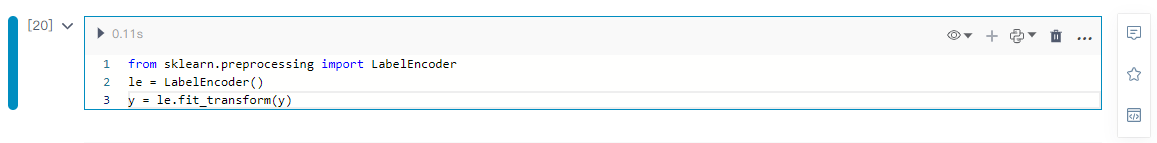 [20]
0.11s
1 from sklearn.preprocessing import LabelEncoder
2 le = LabelEncoder()
3 y = le.fit_transform(y)